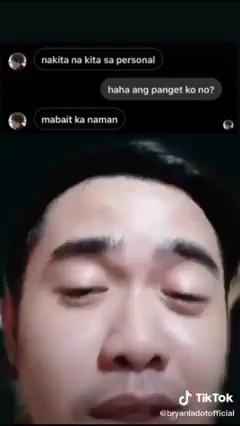 nakita na kita sa personal
haha ang panget ko no?
mabait ka naman
TikTok
@bryanladotofficial